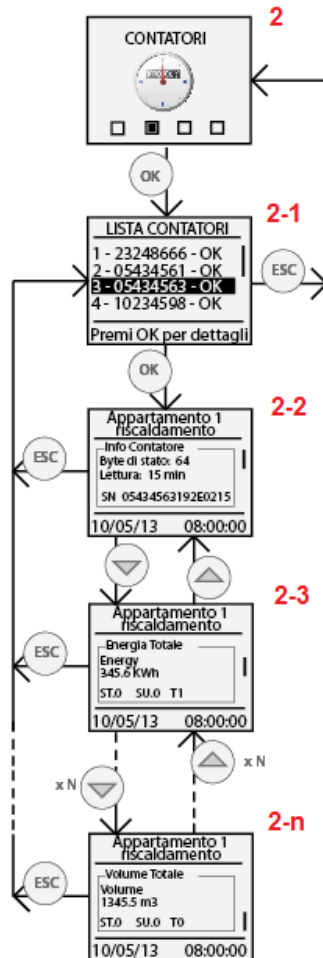 2
CONTATORI
OK
2-1
LISTA CONTATORI
1 - 23248666 - OK
2 - 05434561 - OK
3 - 05434563 - OK
4 - 10234598 - OK
Premi OK per dettagli
ESC
OK
2-2
Appartamento 1
riscaldamento
Info Contatore
Byte di stato: 64
Lettura: 15 min
SN 05434563192E0215
10/05/13 08:00:00
ESC
2-3
Appartamento 1
riscaldamento
Energia Totale
Energy
345.6 KWh
ST.0 SU.0 T1
10/05/13 08:00:00
ESC
x N
x N
2-n
Appartamento 1
riscaldamento
Volume Totale
Volume
1345.5 m3
ST.0 SU.0 T0
10/05/13 08:00:00
ESC